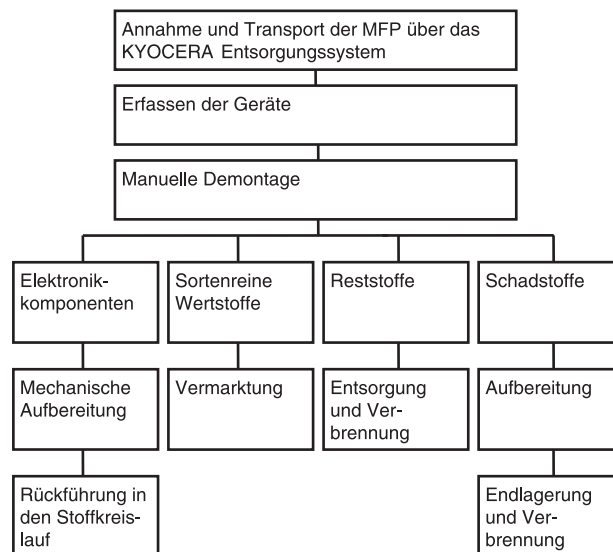 Annahme und Transport der MFP über das
KYOCERA Entsorgungssystem
Erfassen der Geräte
Manuelle Demontage
Elektronik-
komponenten
Sortenreine
Wertstoffe
Reststoffe
Schadstoffe
Mechanische
Aufbereitung
Vermarktung
Entsorgung
und Ver-
brennung
Aufbereitung
Rückführung in
den Stoffkreis-
lauf
Endlagerung
und Ver-
brennung